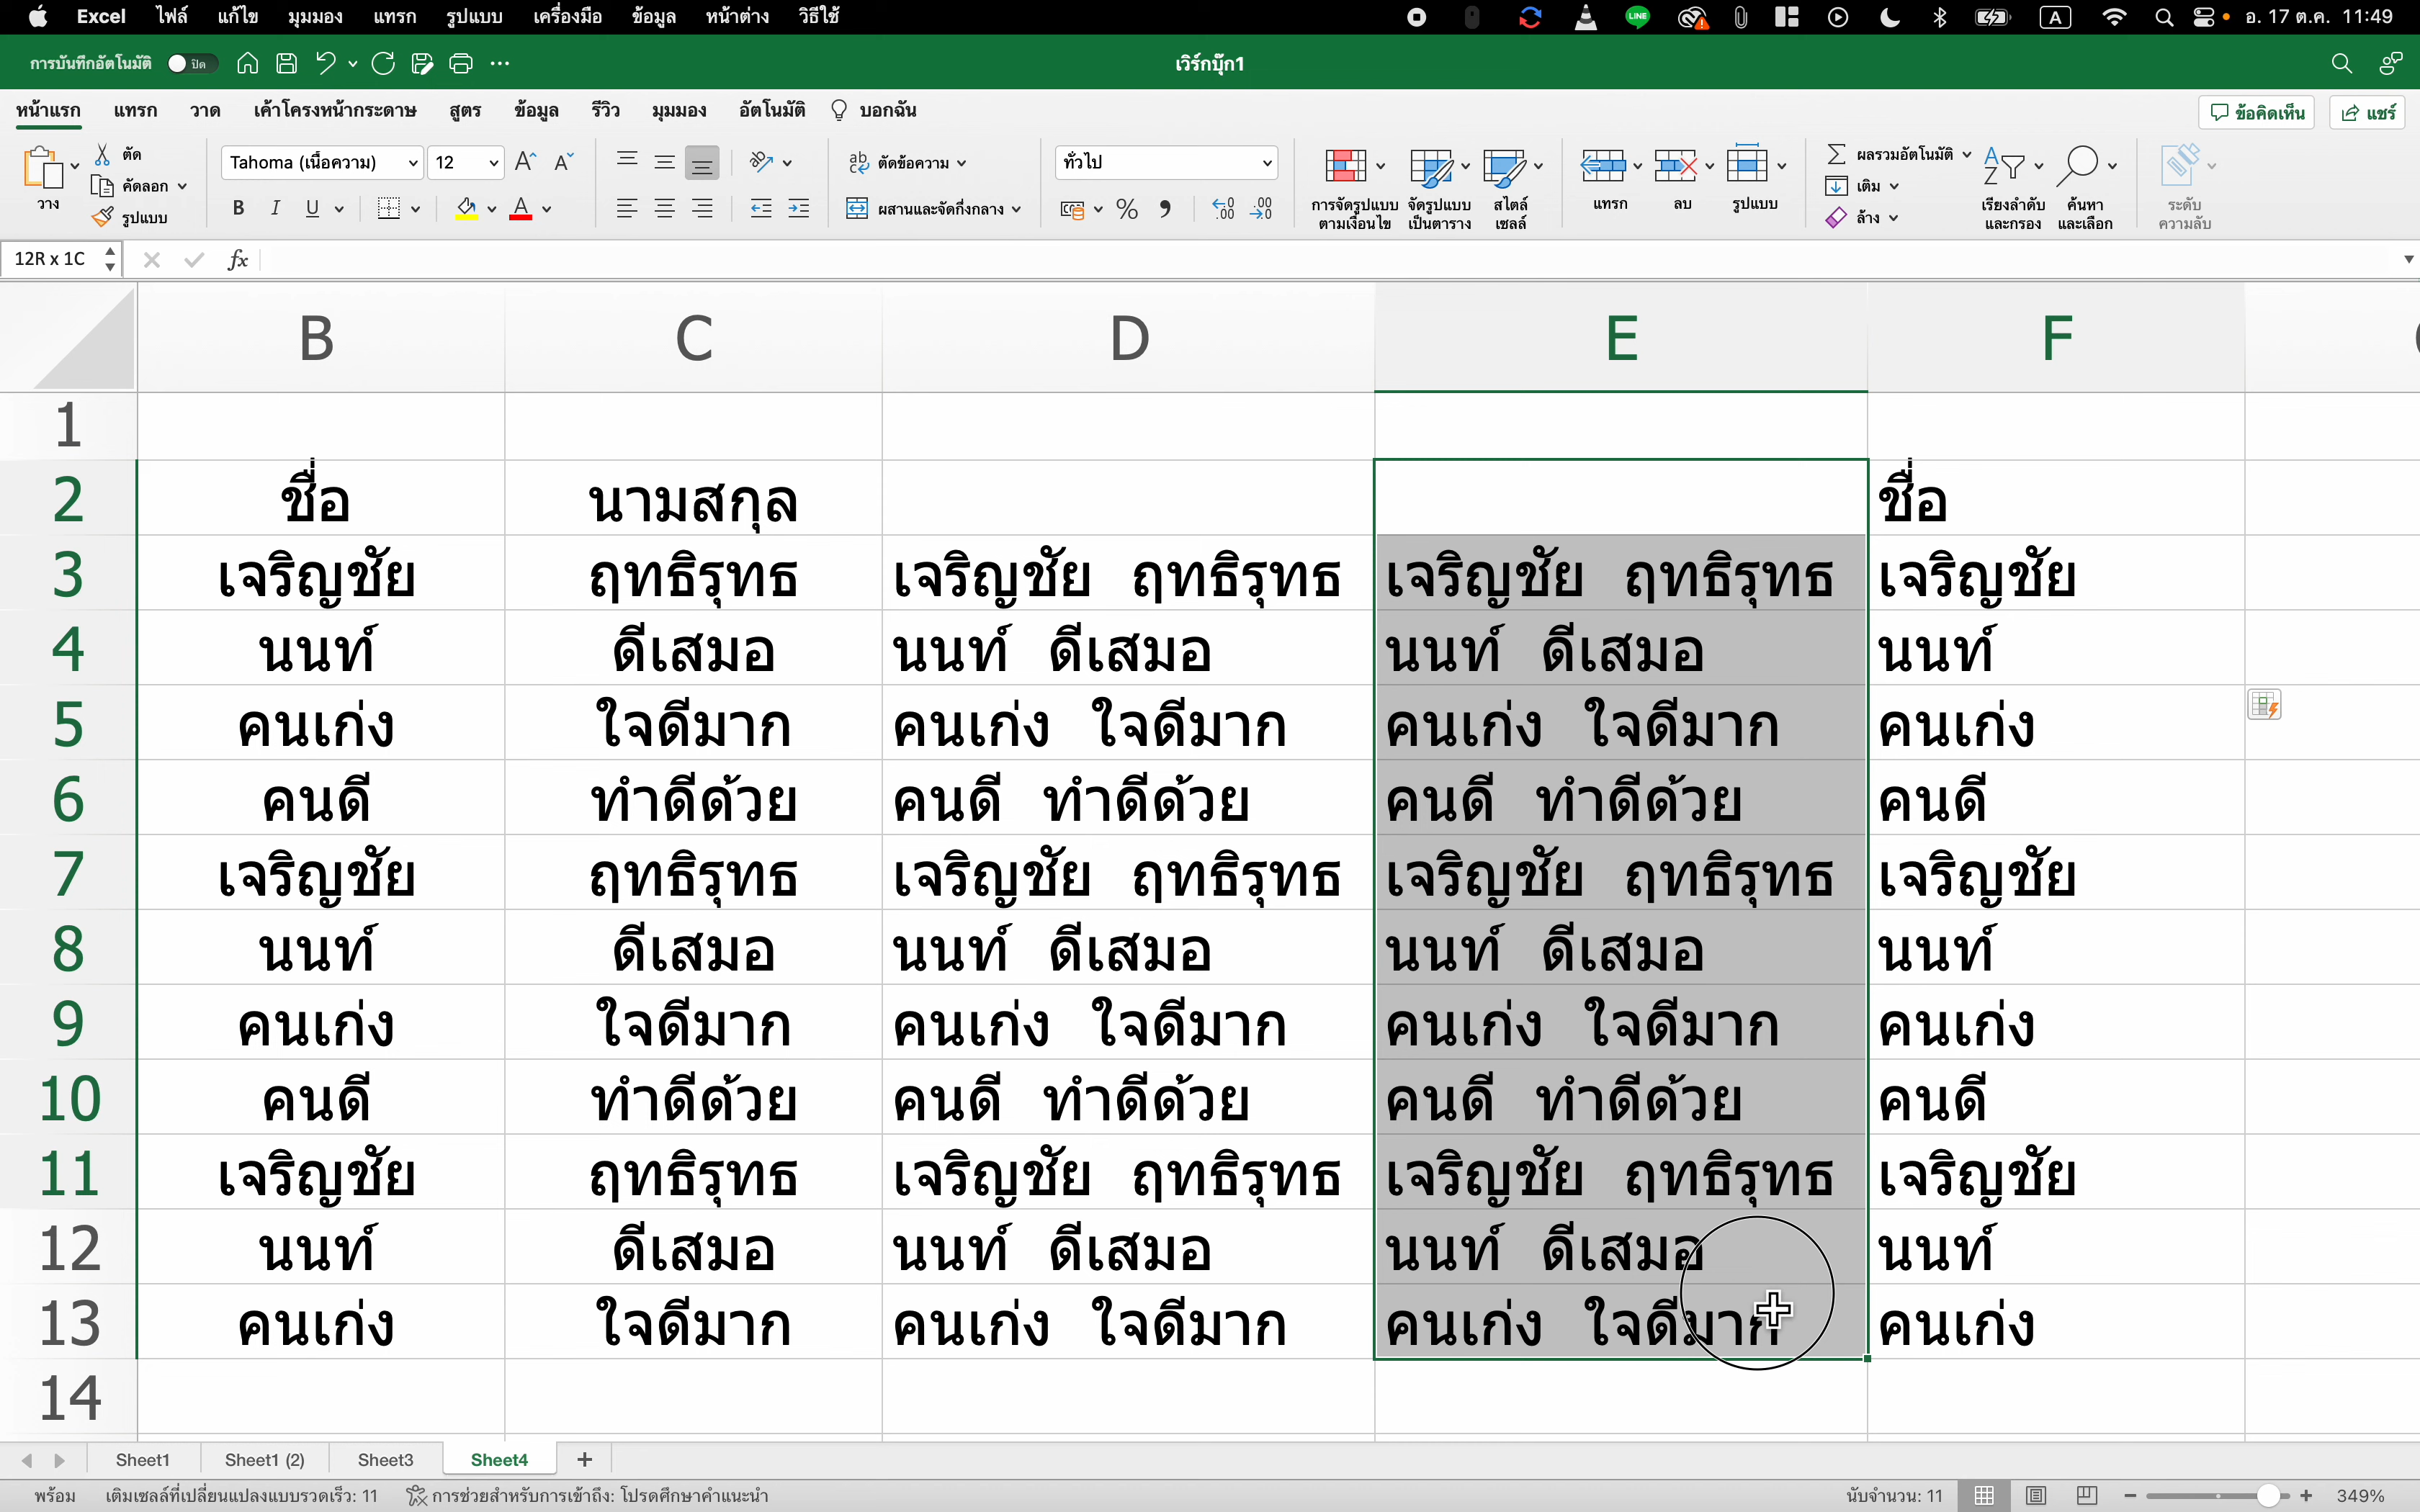 Excel ไฟล์ แก้ไข มุมมอง แทรก รูปแบบ เครื่องมือ ข้อมูล หน้าต่าง วิธีใช้ LINE A อ. 17 ต.ค. 11:49
การบันทึกอัตโนมัติ ปิด เวิร์กบุ๊ก1
หน้าแรก แทรก วาด เค้าโครงหน้ากระดาษ สูตร ข้อมูล รีวิว มุมมอง อัตโนมัติ บอกฉัน ข้อคิดเห็น แชร์
วาง ตัด คัดลอก รูปแบบ
Tahoma (เนื้อความ) 12
B I U A
ตัดข้อความ
ผสานและจัดกึ่งกลาง
ทั่วไป
การจัดรูปแบบตามเงื่อนไข จัดรูปแบบเป็นตาราง สไตล์เซลล์
แทรก ลบ รูปแบบ
ผลรวมอัตโนมัติ
เติม
ล้าง
เรียงลำดับและกรอง ค้นหาและเลือก ระดับความลับ
12R x 1C fx
B C D E F
1
2 ชื่อ นามสกุล ชื่อ
3 เจริญชัย ฤทธิรุทธ เจริญชัย ฤทธิรุทธ เจริญชัย ฤทธิรุทธ เจริญชัย
4 นนท์ ดีเสมอ นนท์ ดีเสมอ นนท์ ดีเสมอ นนท์
5 คนเก่ง ใจดีมาก คนเก่ง ใจดีมาก คนเก่ง ใจดีมาก คนเก่ง
6 คนดี ทำดีด้วย คนดี ทำดีด้วย คนดี ทำดีด้วย คนดี
7 เจริญชัย ฤทธิรุทธ เจริญชัย ฤทธิรุทธ เจริญชัย ฤทธิรุทธ เจริญชัย
8 นนท์ ดีเสมอ นนท์ ดีเสมอ นนท์ ดีเสมอ นนท์
9 คนเก่ง ใจดีมาก คนเก่ง ใจดีมาก คนเก่ง ใจดีมาก คนเก่ง
10 คนดี ทำดีด้วย คนดี ทำดีด้วย คนดี ทำดีด้วย คนดี
11 เจริญชัย ฤทธิรุทธ เจริญชัย ฤทธิรุทธ เจริญชัย ฤทธิรุทธ เจริญชัย
12 นนท์ ดีเสมอ นนท์ ดีเสมอ นนท์ ดีเสมอ นนท์
13 คนเก่ง ใจดีมาก คนเก่ง ใจดีมาก คนเก่ง ใจดีมาก คนเก่ง
14
Sheet1 Sheet1 (2) Sheet3 Sheet4 +
พร้อม เติมเซลล์ที่เปลี่ยนแปลงแบบรวดเร็ว: 11 การช่วยสำหรับการเข้าถึง: โปรดศึกษาคำแนะนำ นับจำนวน: 11 349%